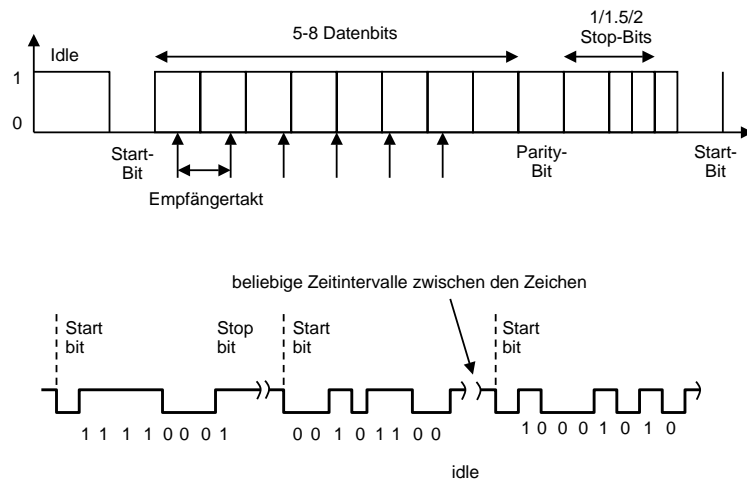 1/1.5/2
Stop-Bits
5-8 Datenbits
Idle
1
0
Start-
Bit
Parity-
Bit
Start-
Bit
Empfängertakt
beliebige Zeitintervalle zwischen den Zeichen
Start
bit
Stop
bit
Start
bit
Start
bit
1 1 1 1 0 0 0 1
0 0 1 0 1 1 0 0
1 0 0 0 1 0 1 0
idle